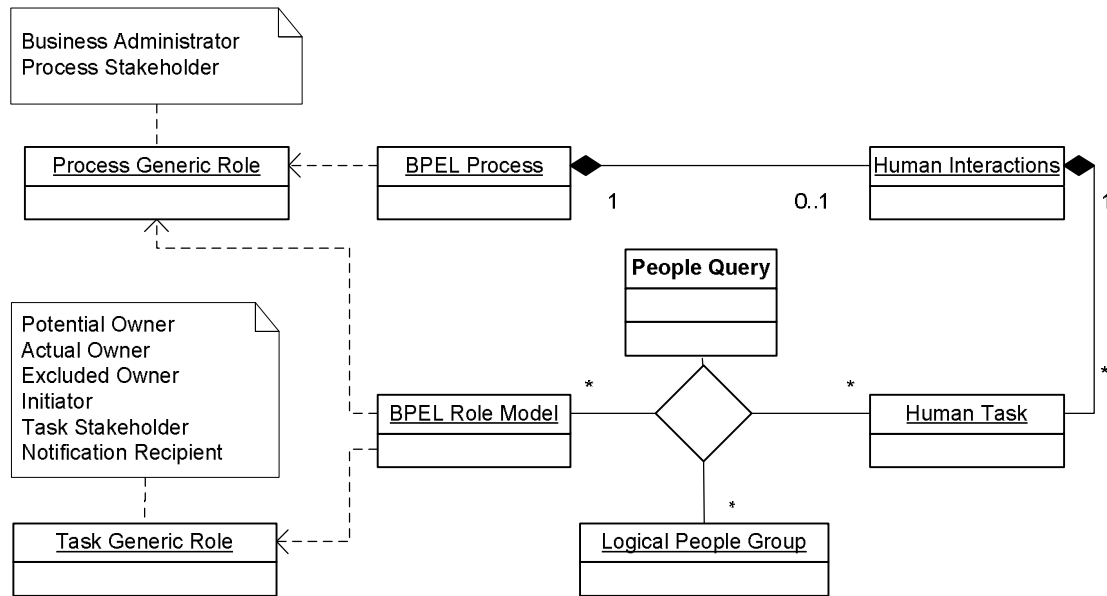 Business Administrator
Process Stakeholder
Process Generic Role
BPEL Process
Human Interactions
1
0..1
1
People Query
Potential Owner
Actual Owner
Excluded Owner
Initiator
Task Stakeholder
Notification Recipient
*
*
*
BPEL Role Model
Human Task
*
Task Generic Role
Logical People Group